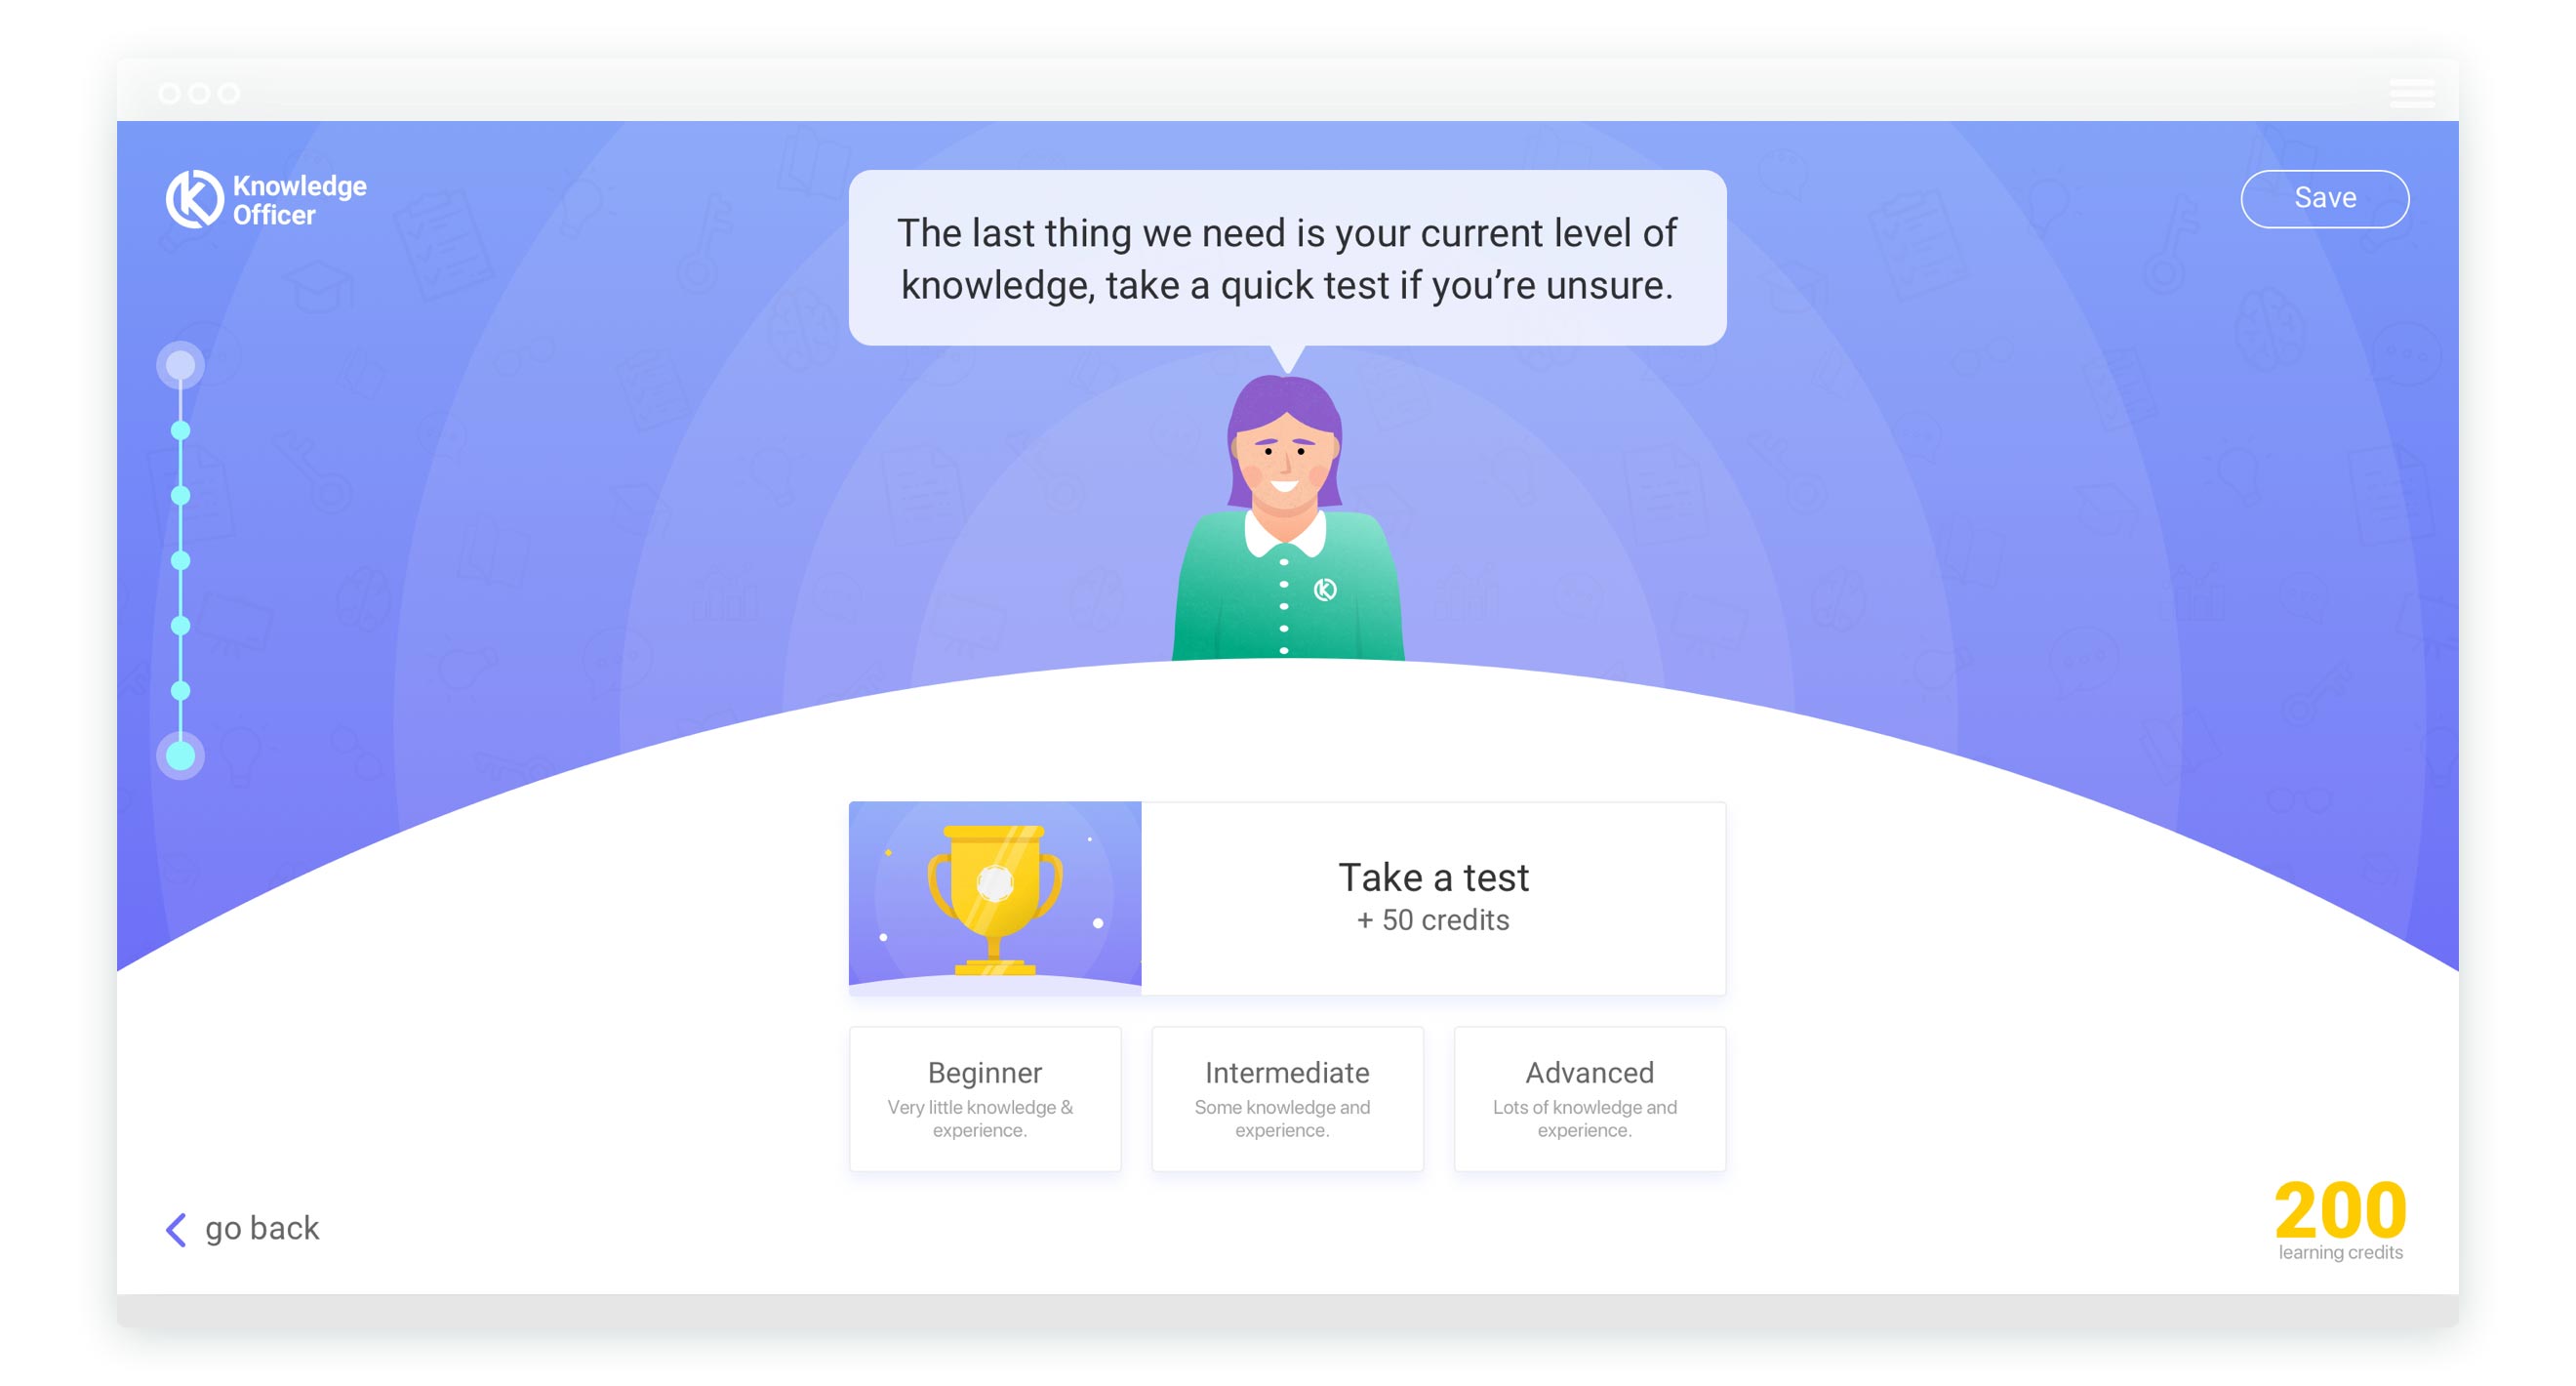 Knowledge
Officer
The last thing we need is your current level of
knowledge, take a quick test if you’re unsure.
Save
Take a test
+ 50 credits
Beginner
Very little knowledge &
experience.
Intermediate
Some knowledge and
experience.
Advanced
Lots of knowledge and
experience.
go back
200
learning credits